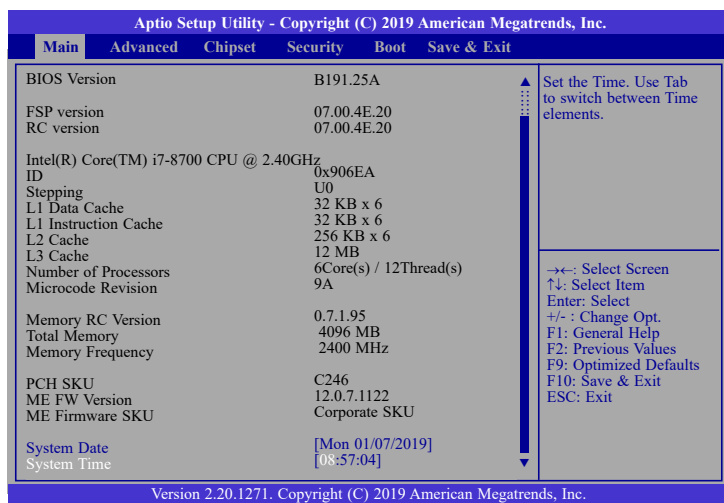 Aptio Setup Utility - Copyright (C) 2019 American Megatrends, Inc.
Main Advanced Chipset Security Boot Save & Exit
BIOS Version B191.25A
FSP version 07.00.4E.20
RC version 07.00.4E.20
Intel(R) Core(TM) i7-8700 CPU @ 2.40GHz
ID 0x906EA
Stepping U0
L1 Data Cache 32 KB x 6
L1 Instruction Cache 32 KB x 6
L2 Cache 256 KB x 6
L3 Cache 12 MB
Number of Processors 6Core(s) / 12Thread(s)
Microcode Revision 9A
Memory RC Version 0.7.1.95
Total Memory 4096 MB
Memory Frequency 2400 MHz
PCH SKU C246
ME FW Version 12.0.7.1122
ME Firmware SKU Corporate SKU
System Date [Mon 01/07/2019]
System Time [08:57:04]
Set the Time. Use Tab
to switch between Time
elements.
→←: Select Screen
↑↓: Select Item
Enter: Select
+/- : Change Opt.
F1: General Help
F2: Previous Values
F9: Optimized Defaults
F10: Save & Exit
ESC: Exit
Version 2.20.1271. Copyright (C) 2019 American Megatrends, Inc.